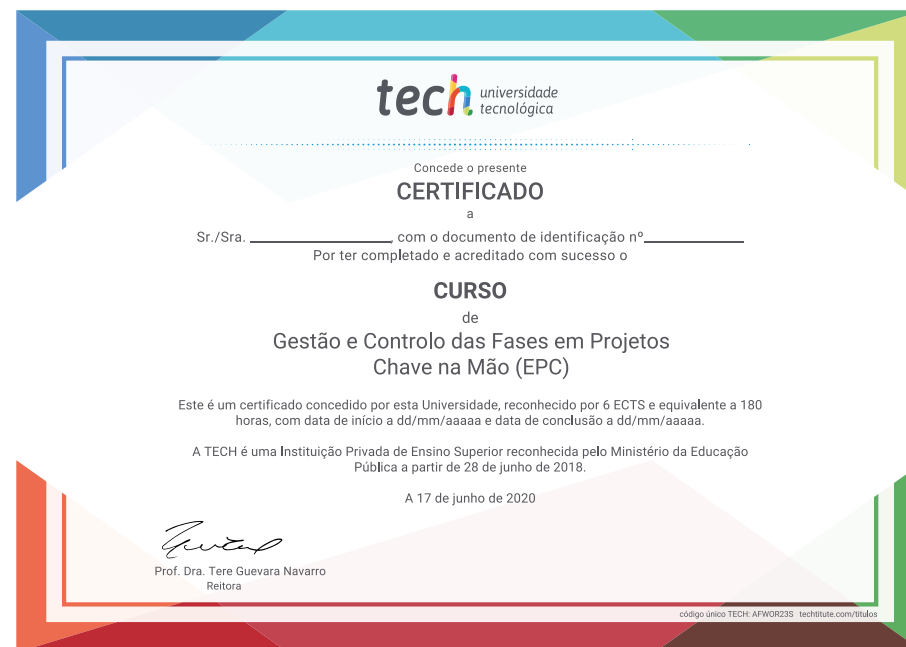 tech universidade
tecnológica
Concede o presente
CERTIFICADO
a
Sr./Sra. ____________________, com o documento de identificação nº______________
Por ter completado e acreditado com sucesso o
CURSO
de
Gestão e Controlo das Fases em Projetos
Chave na Mão (EPC)
Este é um certificado concedido por esta Universidade, reconhecido por 6 ECTS e equivalente a 180
horas, com data de início a dd/mm/aaaaa e data de conclusão a dd/mm/aaaaa.
A TECH é uma Instituição Privada de Ensino Superior reconhecida pelo Ministério da Educação
Pública a partir de 28 de junho de 2018.
A 17 de junho de 2020
Prof. Dra. Tere Guevara Navarro
Reitora
código único TECH: AFWOR23S techtitute.com/titulos